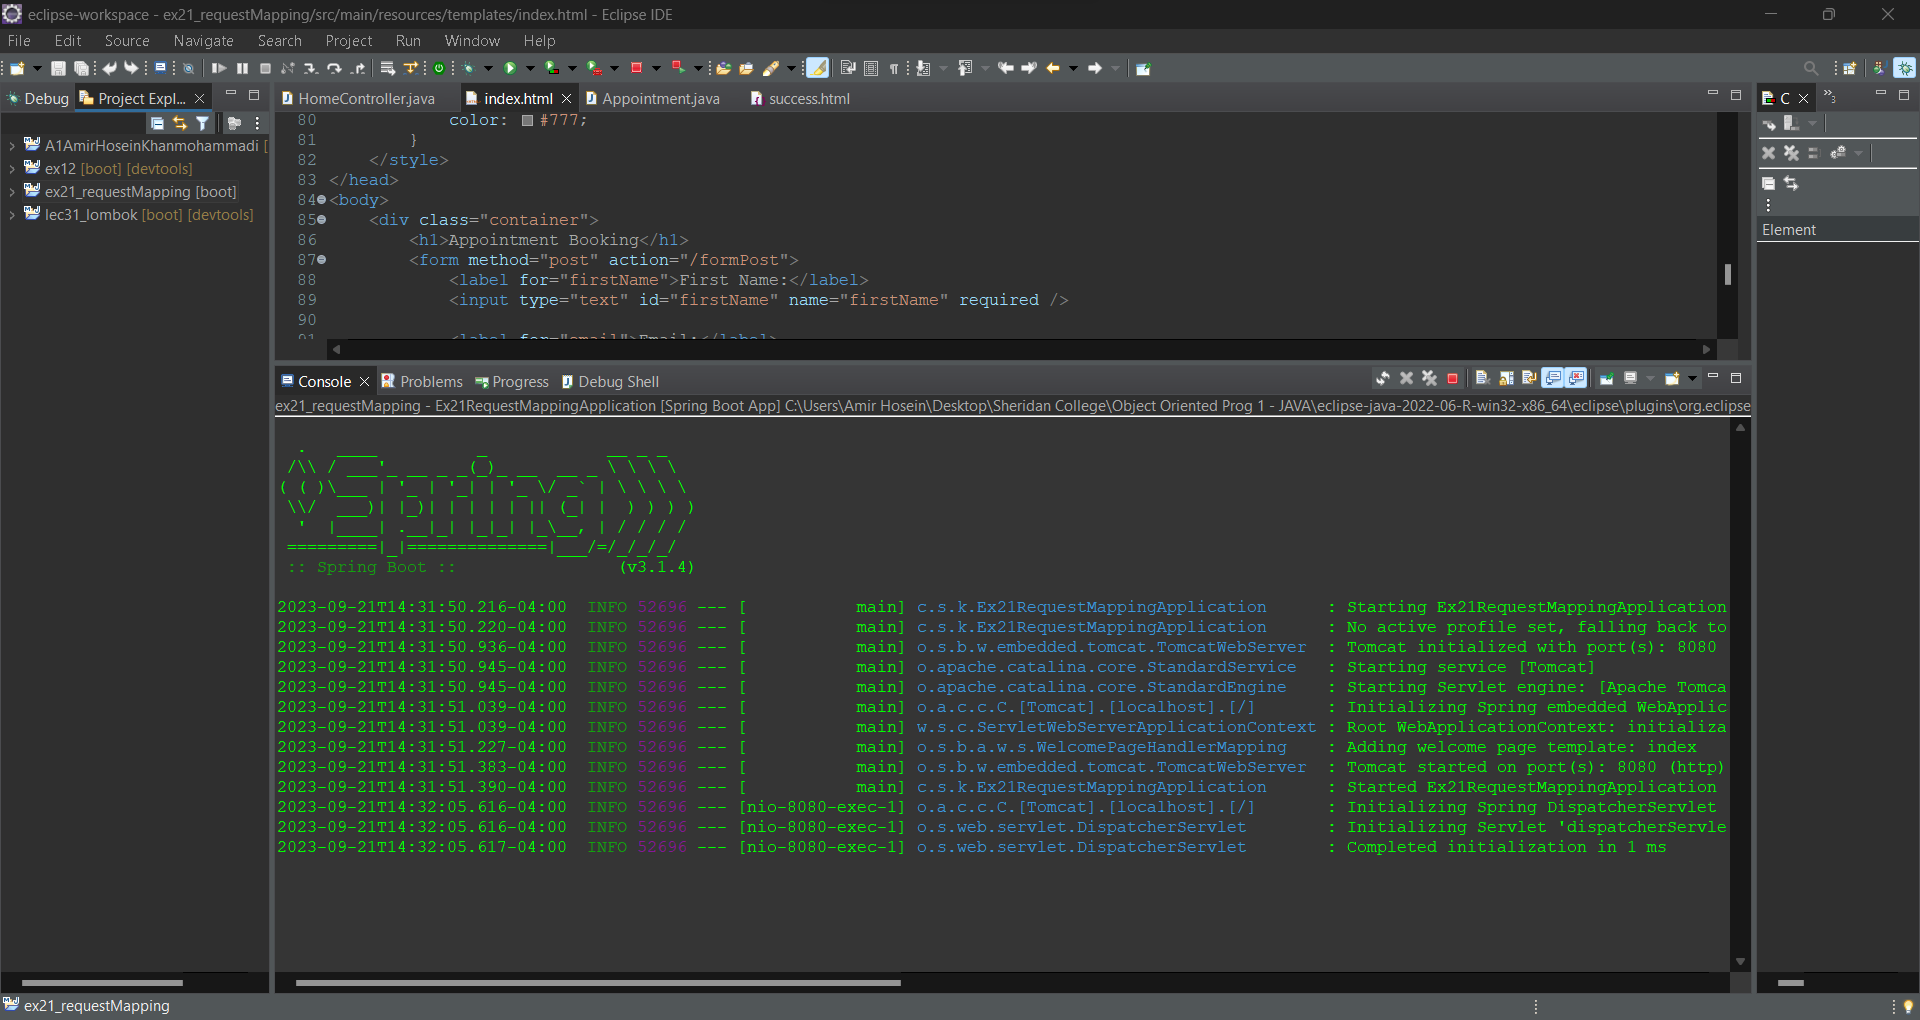 eclipse-workspace - ex21_requestMapping/src/main/resources/templates/index.html - Eclipse IDE
File Edit Source Navigate Search Project Run Window Help
Debug Project Expl...
A1AmirHoseinKhanmohammadi [
ex12 [boot] [devtools]
ex21_requestMapping [boot]
lec31_lombok [boot] [devtools]
HomeController.java index.html Appointment.java success.html
80 color: #777;
81 }
82 </style>
83 </head>
84 <body>
85 <div class="container">
86 <h1>Appointment Booking</h1>
87 <form method="post" action="/formPost">
88 <label for="firstName">First Name:</label>
89 <input type="text" id="firstName" name="firstName" required />
90
91 <label for="email">Email:</label>
C »3
Element
Console Problems Progress Debug Shell
ex21_requestMapping - Ex21RequestMappingApplication [Spring Boot App] C:\Users\Amir Hosein\Desktop\Sheridan College\Object Oriented Prog 1 - JAVA\eclipse-java-2022-06-R-win32-x86_64\eclipse\plugins\org.eclipse
Spring
:: Spring Boot :: (v3.1.4)
2023-09-21T14:31:50.216-04:00 INFO 52696 --- [ main] c.s.k.Ex21RequestMappingApplication : Starting Ex21RequestMappingApplication
2023-09-21T14:31:50.220-04:00 INFO 52696 --- [ main] c.s.k.Ex21RequestMappingApplication : No active profile set, falling back to
2023-09-21T14:31:50.936-04:00 INFO 52696 --- [ main] o.s.b.w.embedded.tomcat.TomcatWebServer : Tomcat initialized with port(s): 8080
2023-09-21T14:31:50.945-04:00 INFO 52696 --- [ main] o.apache.catalina.core.StandardService : Starting service [Tomcat]
2023-09-21T14:31:50.945-04:00 INFO 52696 --- [ main] o.apache.catalina.core.StandardEngine : Starting Servlet engine: [Apache Tomca
2023-09-21T14:31:51.039-04:00 INFO 52696 --- [ main] o.a.c.c.C.[Tomcat].[localhost].[/] : Initializing Spring embedded WebApplic
2023-09-21T14:31:51.039-04:00 INFO 52696 --- [ main] w.s.c.ServletWebServerApplicationContext : Root WebApplicationContext: initializa
2023-09-21T14:31:51.227-04:00 INFO 52696 --- [ main] o.s.b.a.w.s.WelcomePageHandlerMapping : Adding welcome page template: index
2023-09-21T14:31:51.383-04:00 INFO 52696 --- [ main] o.s.b.w.embedded.tomcat.TomcatWebServer : Tomcat started on port(s): 8080 (http)
2023-09-21T14:31:51.390-04:00 INFO 52696 --- [ main] c.s.k.Ex21RequestMappingApplication : Started Ex21RequestMappingApplication
2023-09-21T14:32:05.616-04:00 INFO 52696 --- [nio-8080-exec-1] o.a.c.c.C.[Tomcat].[localhost].[/] : Initializing Spring DispatcherServlet
2023-09-21T14:32:05.616-04:00 INFO 52696 --- [nio-8080-exec-1] o.s.web.servlet.DispatcherServlet : Initializing Servlet 'dispatcherServle
2023-09-21T14:32:05.617-04:00 INFO 52696 --- [nio-8080-exec-1] o.s.web.servlet.DispatcherServlet : Completed initialization in 1 ms
ex21_requestMapping